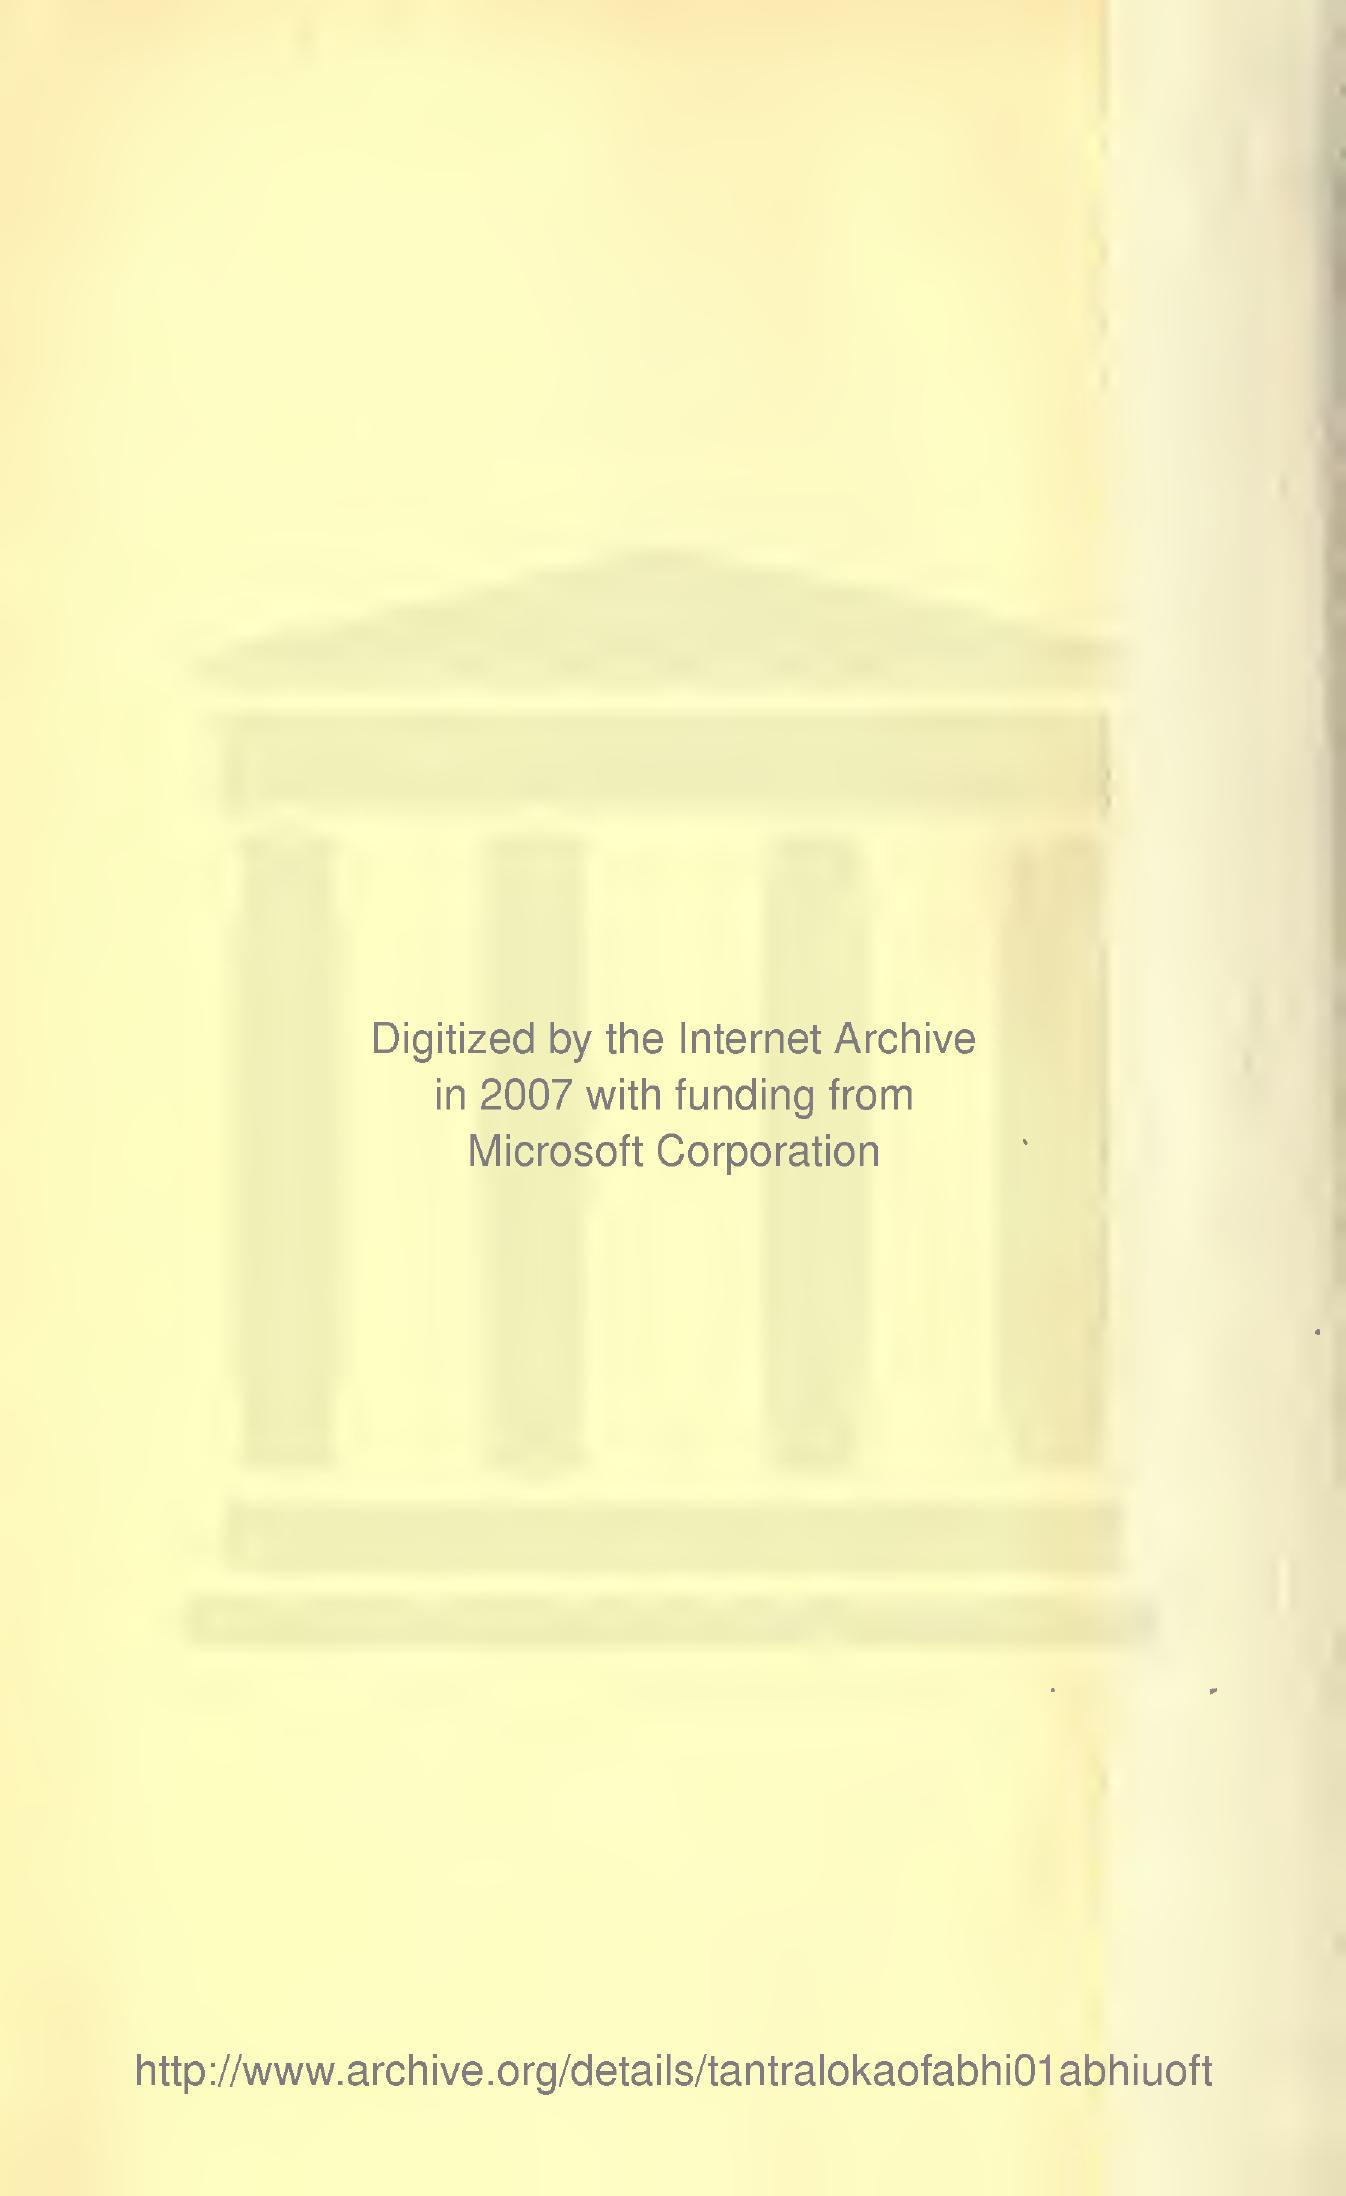 Digitized by the Internet Archive
in 2007 with funding from
Microsoft Corporation
http://www.archive.org/details/tantralokaofabhi01abhiuoft